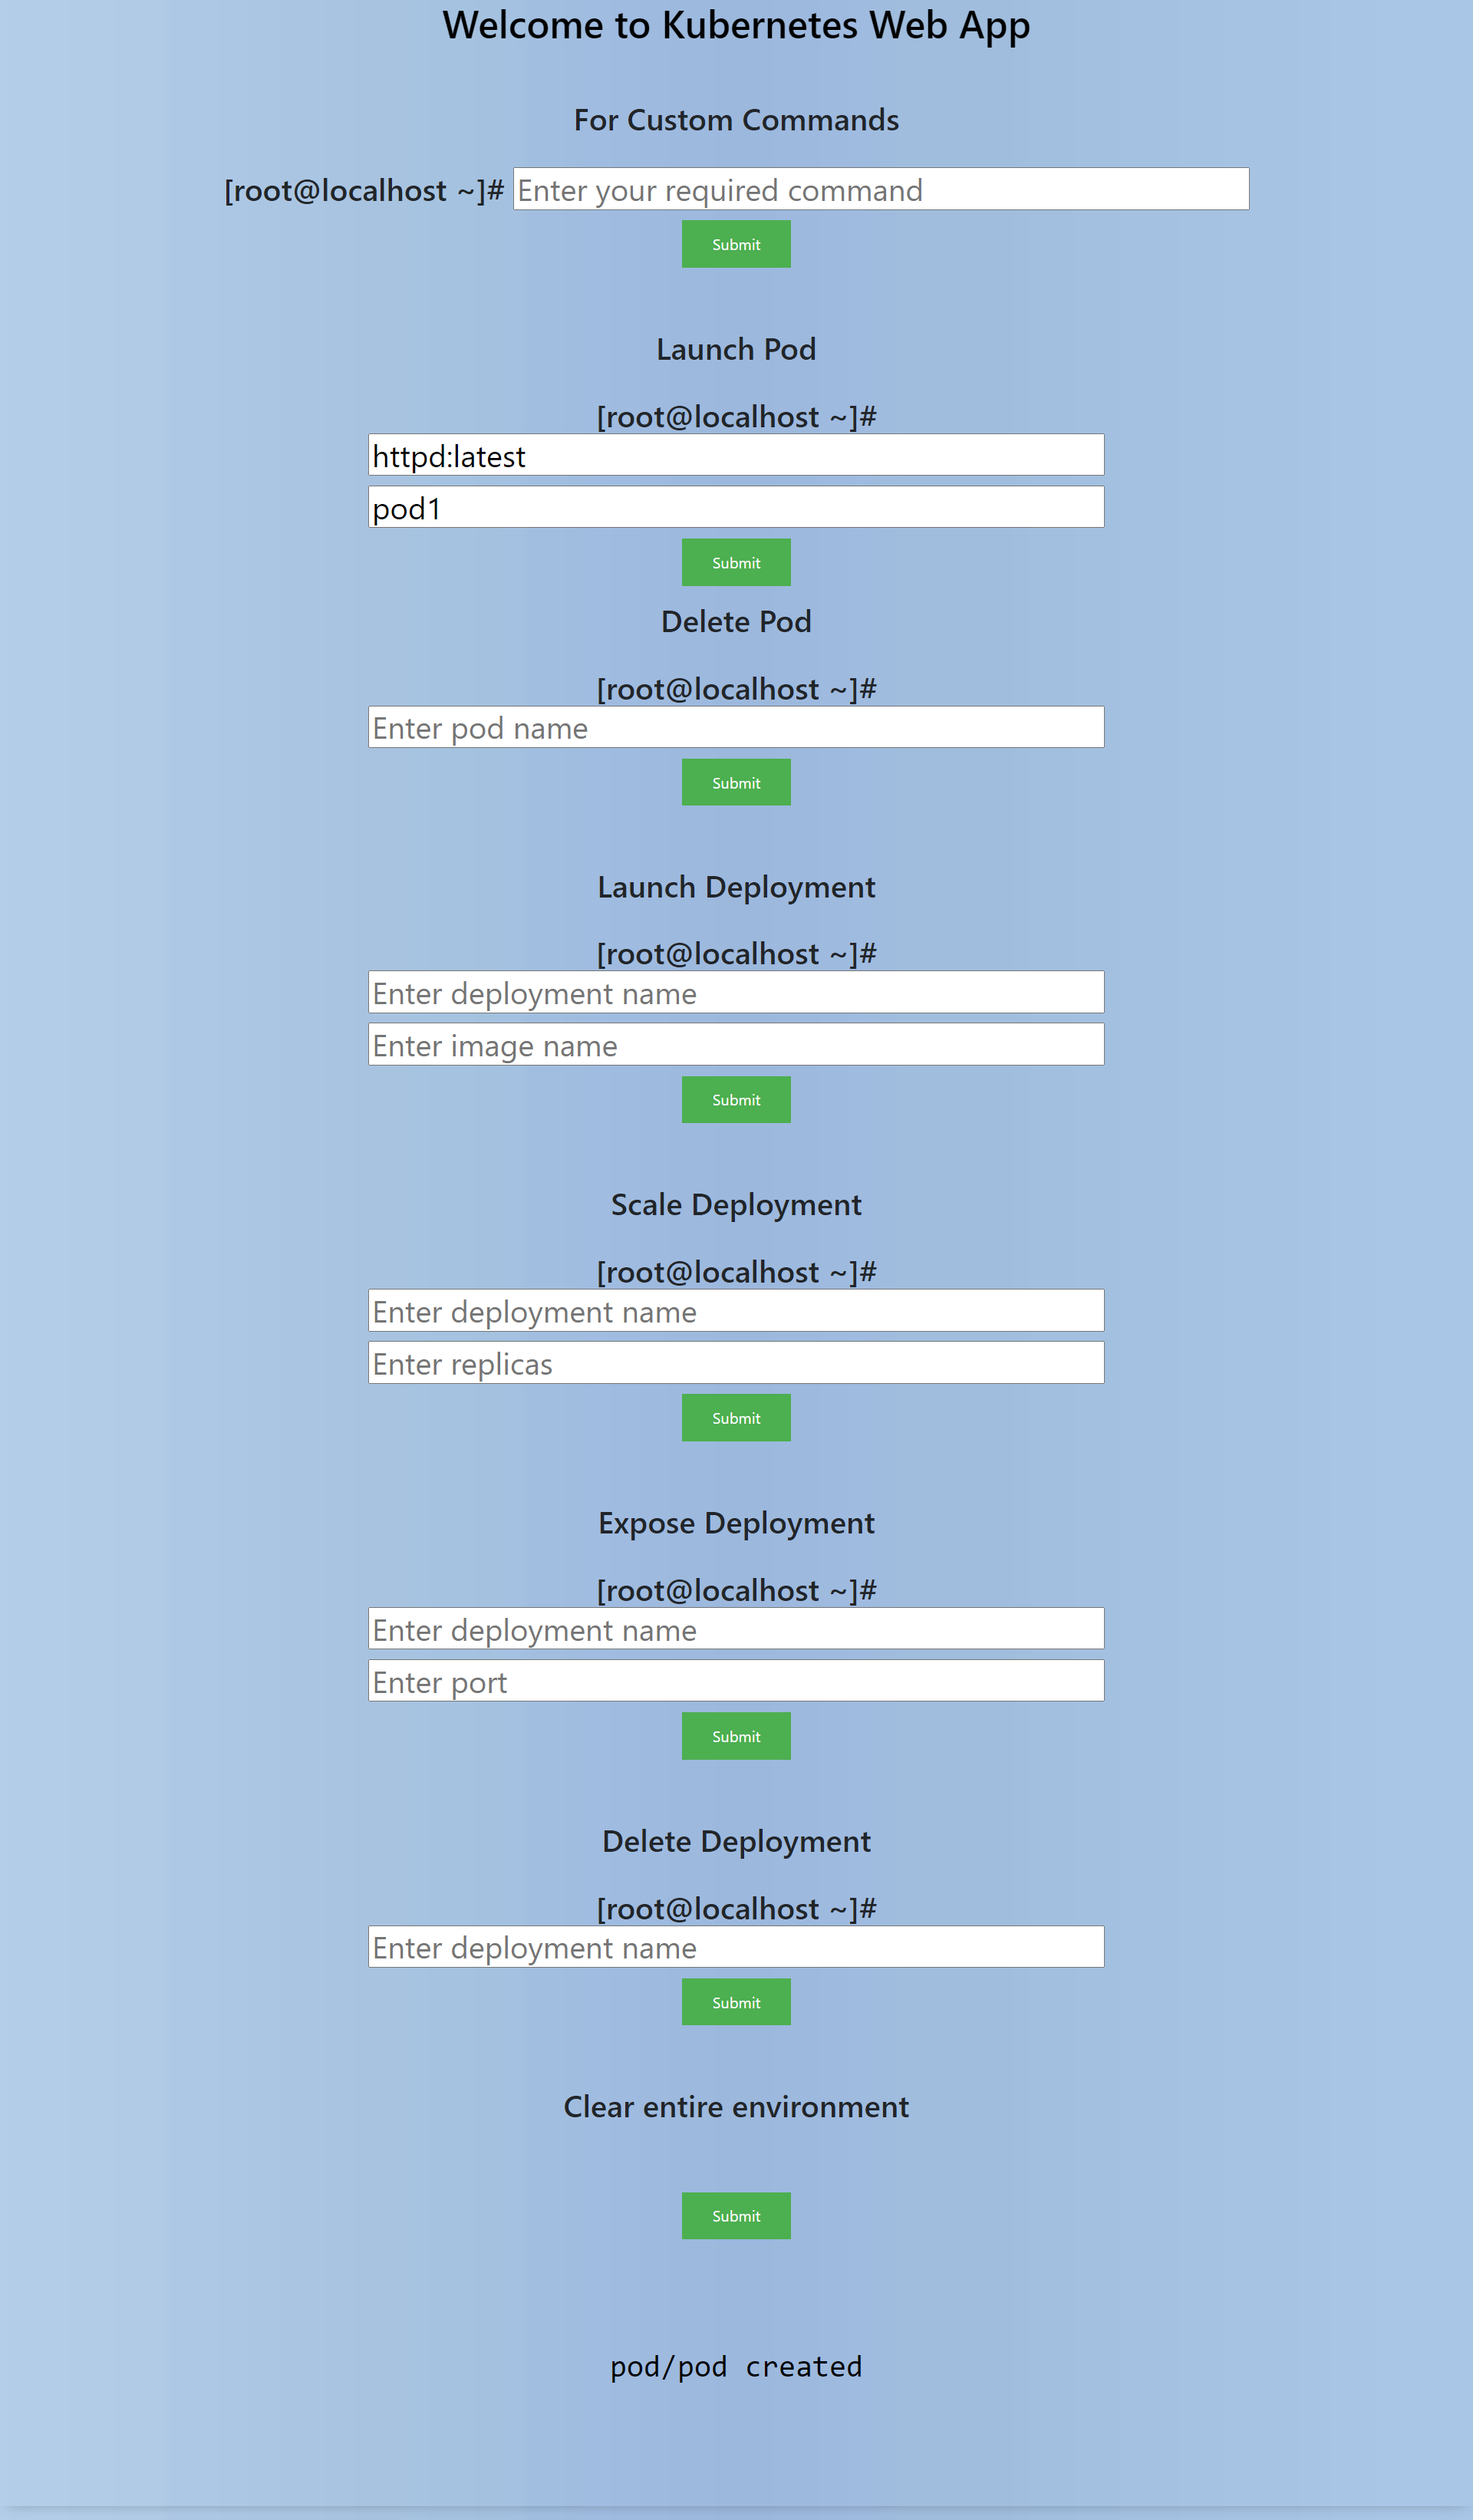 Welcome to Kubernetes Web App
For Custom Commands
[root@localhost ~]# Enter your required command
Submit
Launch Pod
[root@localhost ~]#
httpd:latest
pod1
Submit
Delete Pod
[root@localhost ~]#
Enter pod name
Submit
Launch Deployment
[root@localhost ~]#
Enter deployment name
Enter image name
Submit
Scale Deployment
[root@localhost ~]#
Enter deployment name
Enter replicas
Submit
Expose Deployment
[root@localhost ~]#
Enter deployment name
Enter port
Submit
Delete Deployment
[root@localhost ~]#
Enter deployment name
Submit
Clear entire environment
Submit
pod/pod created